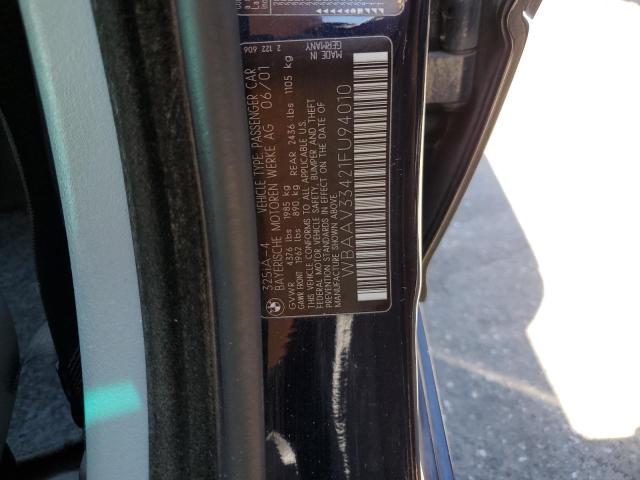 325iA-4 VEHICLE TYPE: PASSENGER CAR
BAYERISCHE MOTOREN WERKE AG 06/01
GVWR 4376 lbs 1985 kg
GAWR FRONT 1962 lbs 890 kg REAR 2436 lbs 1105 kg
THIS VEHICLE CONFORMS TO ALL APPLICABLE U.S.
FEDERAL MOTOR VEHICLE SAFETY, BUMPER AND THEFT
PREVENTION STANDARDS IN EFFECT ON THE DATE OF
MANUFACTURE SHOWN ABOVE.
WBAAV33421FU94010
2 122 606
MADE IN
GERMANY